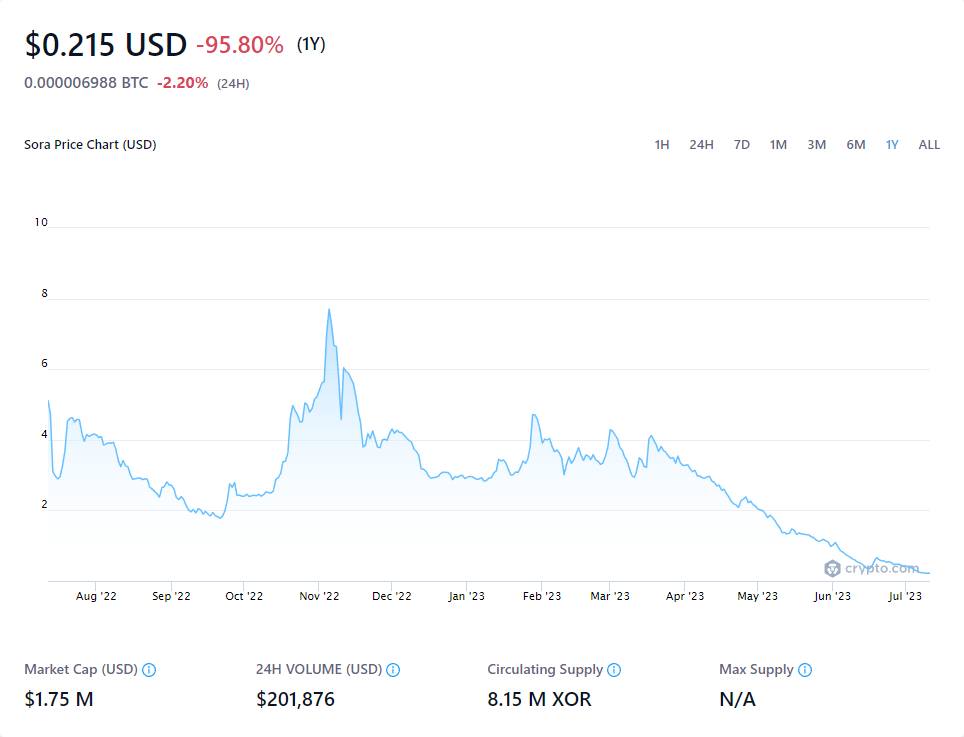 $0.215 USD -95.80% (1Y)
0.000006988 BTC -2.20% (24H)
Sora Price Chart (USD) 1H 24H 7D 1M 3M 6M 1Y ALL
10
8
6
4
2
crypto.com
Aug '22 Sep '22 Oct '22 Nov '22 Dec '22 Jan '23 Feb '23 Mar '23 Apr '23 May '23 Jun '23 Jul '23
Market Cap (USD) 24H VOLUME (USD) Circulating Supply Max Supply
$1.75 M $201,876 8.15 M XOR N/A